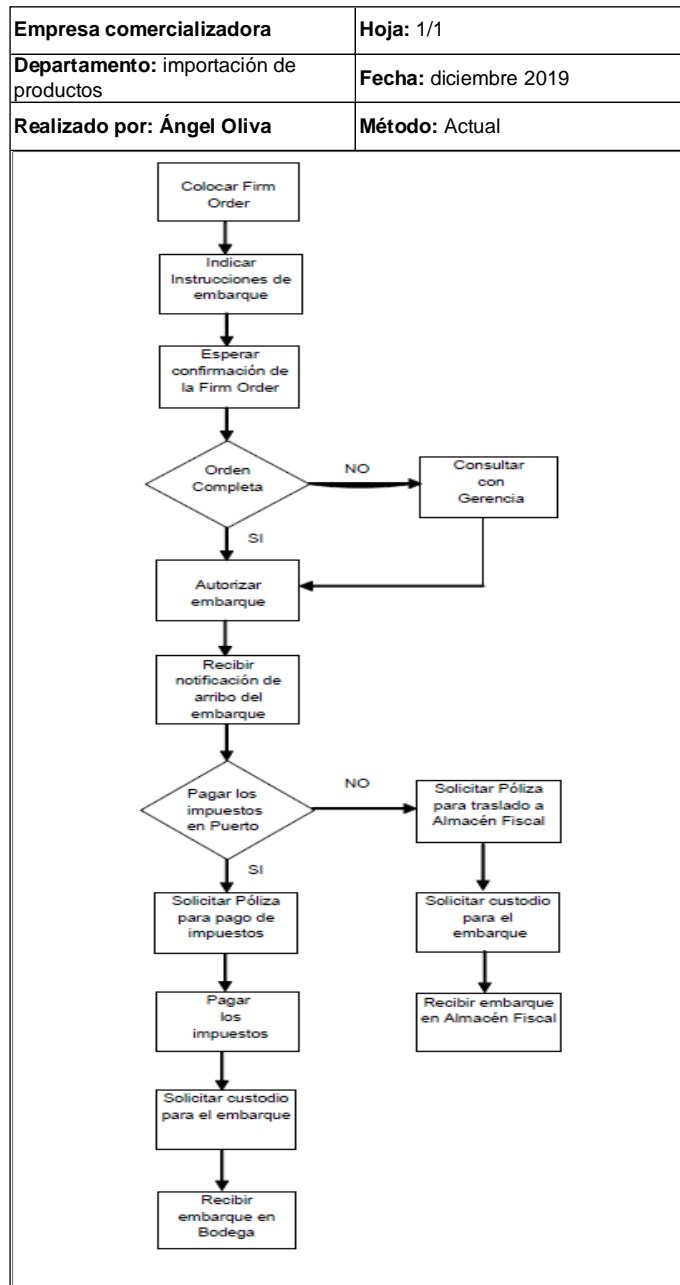 Empresa comercializadora
Hoja: 1/1
Departamento: importación de
productos
Fecha: diciembre 2019
Realizado por: Ángel Oliva
Método: Actual
Colocar Firm
Order
Indicar
Instrucciones de
embarque
Esperar
confirmación de
la Firm Order
Orden
Completa
NO
Consultar
con
Gerencia
SI
Autorizar
embarque
Recibir
notificación de
arribo del
embarque
Pagar los
impuestos
en Puerto
NO
Solicitar Póliza
para traslado a
Almacén Fiscal
SI
Solicitar Póliza
para pago de
impuestos
Solicitar custodio
para el
embarque
Pagar
los
impuestos
Recibir embarque
en Almacén Fiscal
Solicitar custodio
para el embarque
Recibir
embarque en
Bodega